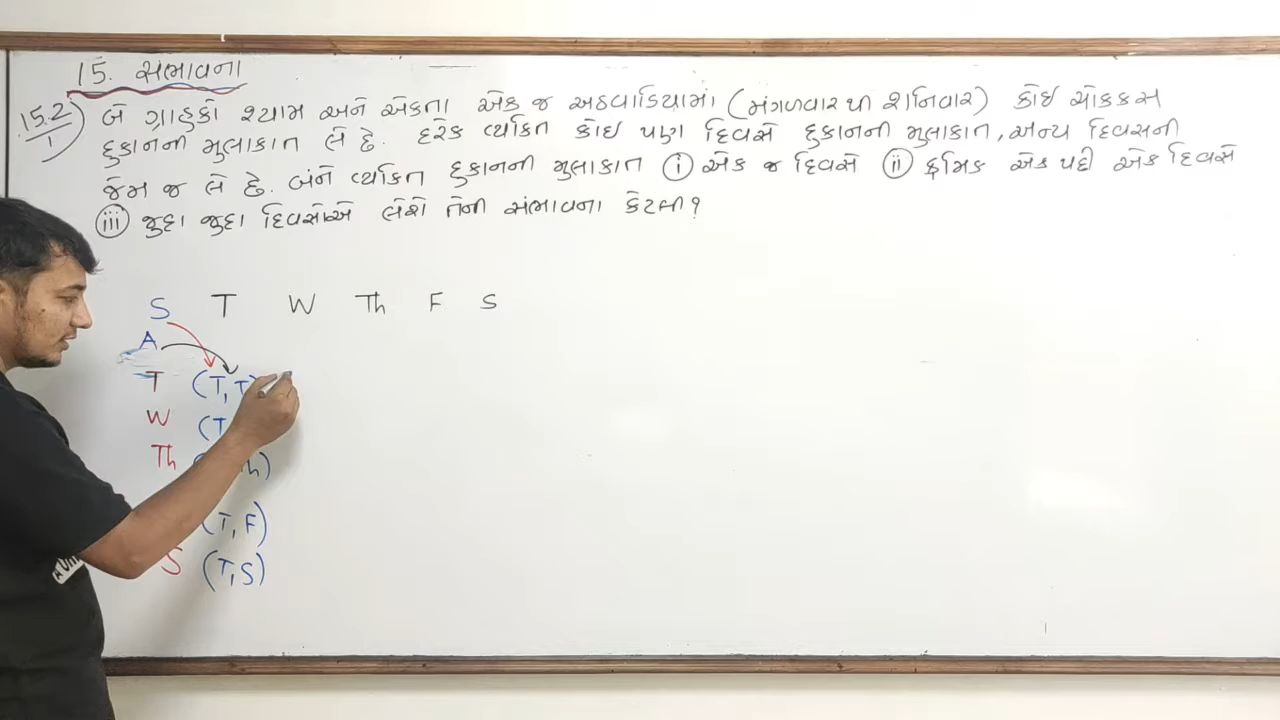 15. સંભાવના
15.2/1) બે ગ્રાહકો શ્યામ અને એકતા એક જ અઠવાડિયામાં (મંગળવાર થી શનિવાર) કોઈ ચોકકસ
દુકાનની મુલાકાત લે છે. દરેક વ્યકિત કોઈ પણ દિવસે દુકાનની મુલાકાત, અન્ય દિવસની
જેમ જ લે છે. બંને વ્યકિત દુકાનની મુલાકાત (i) એક જ દિવસે (ii) ક્રમિક એક પછી એક દિવસે
(iii) જુદા જુદા દિવસોએ લેશે તેની સંભાવના કેટલી?
S T W Th F S
A
T (T, T)
W (T
Th h)
(T, F)
S (T, S)